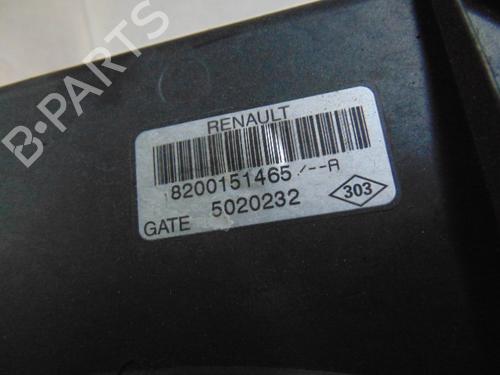 B-PARTS
RENAULT
8200151465 /--R
GATE 5020232
303